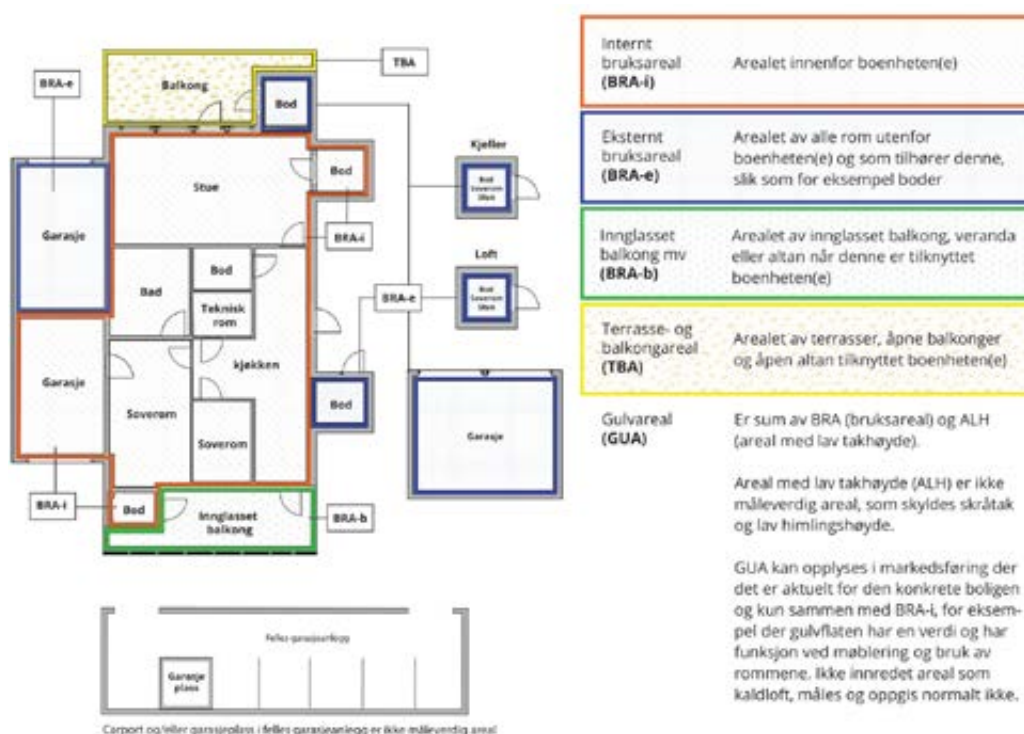 TBA
BRA-e
Balkong
Bod
Kjeller
Bod
Soverom
Stue
Bod
BRA-i
Garasje
Loft
Bod
Bod
Soverom
Bad
Teknisk
rom
BRA-e
Garasje
kjøkken
Soverom
Bod
Garasje
Soverom
BRA-i
Bod
Innglasset
balkong
BRA-b
Felles garasjeanlegg
Garasje
plass
Carport og/eller garasjeplass i felles garasjeanlegg er ikke måleverdig areal
Internt
bruksareal
(BRA-i)
Arealet innenfor boenheten(e)
Eksternt
bruksareal
(BRA-e)
Arealet av alle rom utenfor
boenheten(e) og som tilhører denne,
slik som for eksempel boder
Innglasset
balkong mv
(BRA-b)
Arealet av innglasset balkong, veranda
eller altan når denne er tilknyttet
boenheten(e)
Terrasse- og
balkongareal
(TBA)
Arealet av terrasser, åpne balkonger
og åpen altan tilknyttet boenheten(e)
Gulvareal
(GUA)
Er sum av BRA (bruksareal) og ALH
(areal med lav takhøyde).
Areal med lav takhøyde (ALH) er ikke
måleverdig areal, som skyldes skråtak
og lav himlingshøyde.
GUA kan opplyses i markedsføring der
det er aktuelt for den konkrete boligen
og kun sammen med BRA-i, for eksem-
pel der gulvflaten har en verdi og har
funksjon ved møblering og bruk av
rommene. Ikke innredet areal som
kaldloft, måles og oppgis normalt ikke.